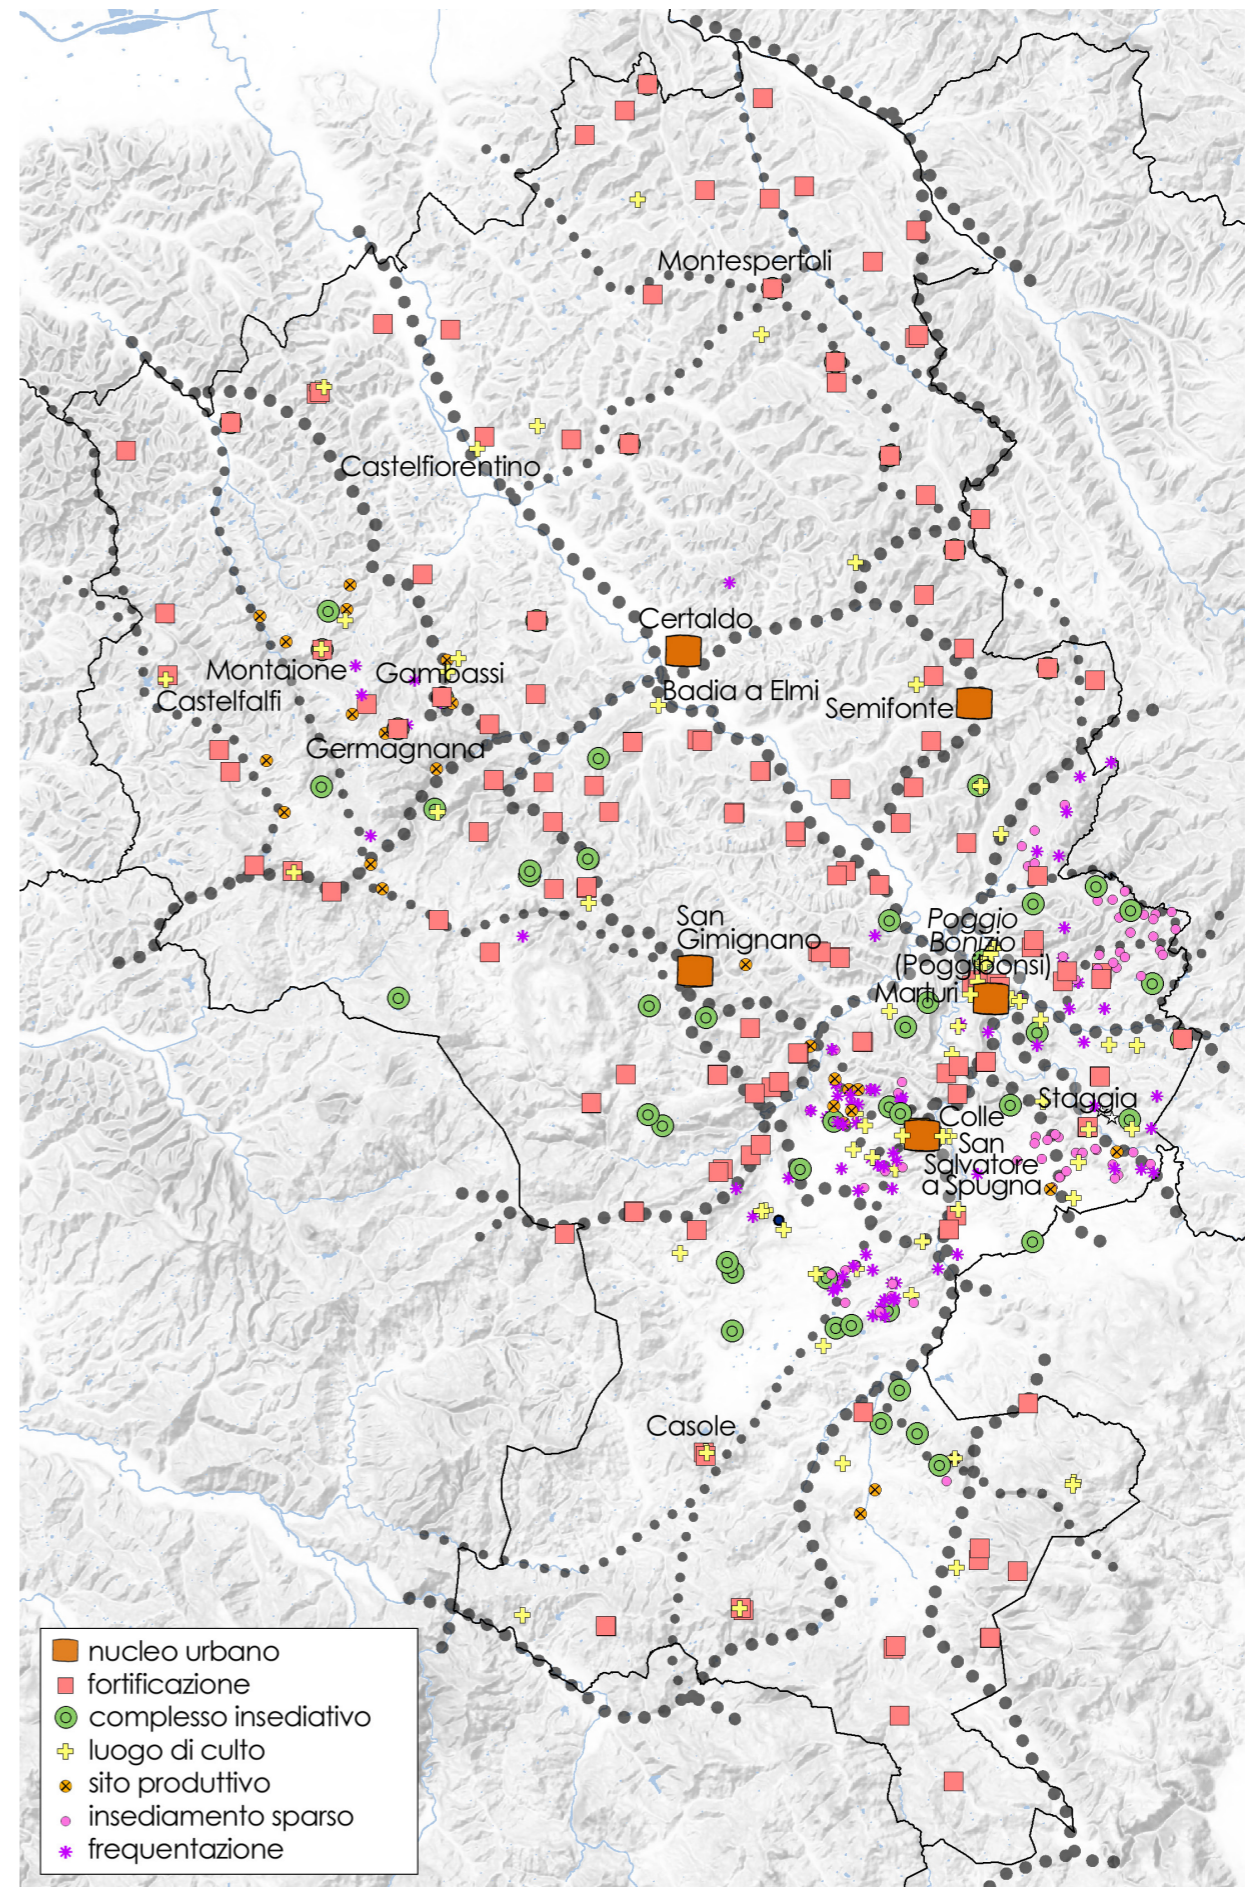 Montespertoli
Castelfiorentino
Certaldo
Montaione
Gambassi
Castelfalfi
Badia a Elmi
Semifonte
Germagnana
San
Gimignano
Poggio
Bonizio
(Poggibonsi)
Marturi
Staggia
Colle
San
Salvatore
a Spugna
Casole
nucleo urbano
fortificazione
complesso insediativo
luogo di culto
sito produttivo
insediamento sparso
frequentazione